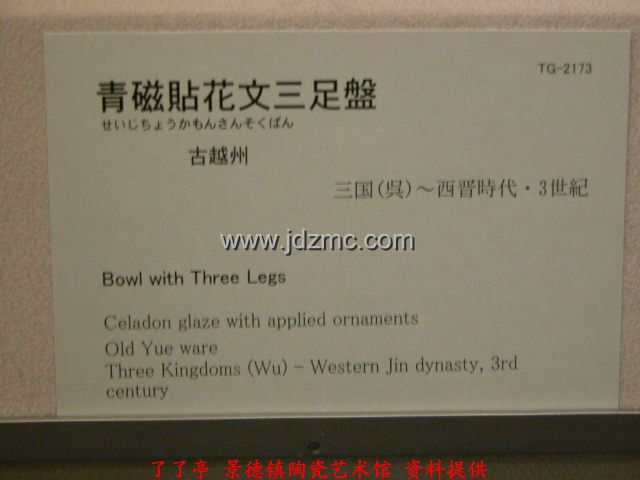 TG-2173
青磁貼花文三足盤
せいじちょうかもんさんそくばん
古越州
三国(呉)～西晋時代・3世紀
www.jdzmc.com
Bowl with Three Legs
Celadon glaze with applied ornaments
Old Yue ware
Three Kingdoms (Wu) – Western Jin dynasty, 3rd
century
了了亭 景德镇陶瓷艺术馆 资料提供